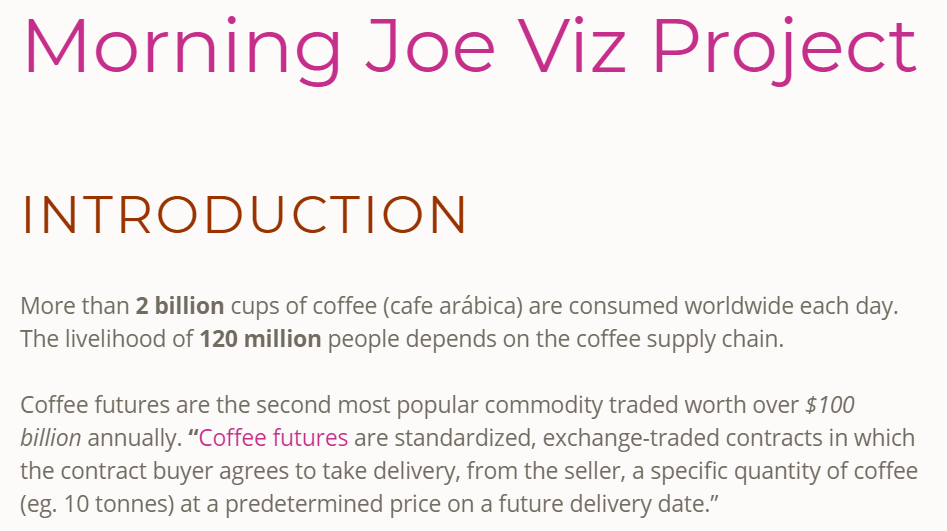 Morning Joe Viz Project
INTRODUCTION
More than 2 billion cups of coffee (cafe arábica) are consumed worldwide each day.
The livelihood of 120 million people depends on the coffee supply chain.
Coffee futures are the second most popular commodity traded worth over $100
billion annually. “Coffee futures are standardized, exchange-traded contracts in which
the contract buyer agrees to take delivery, from the seller, a specific quantity of coffee
(eg. 10 tonnes) at a predetermined price on a future delivery date.”